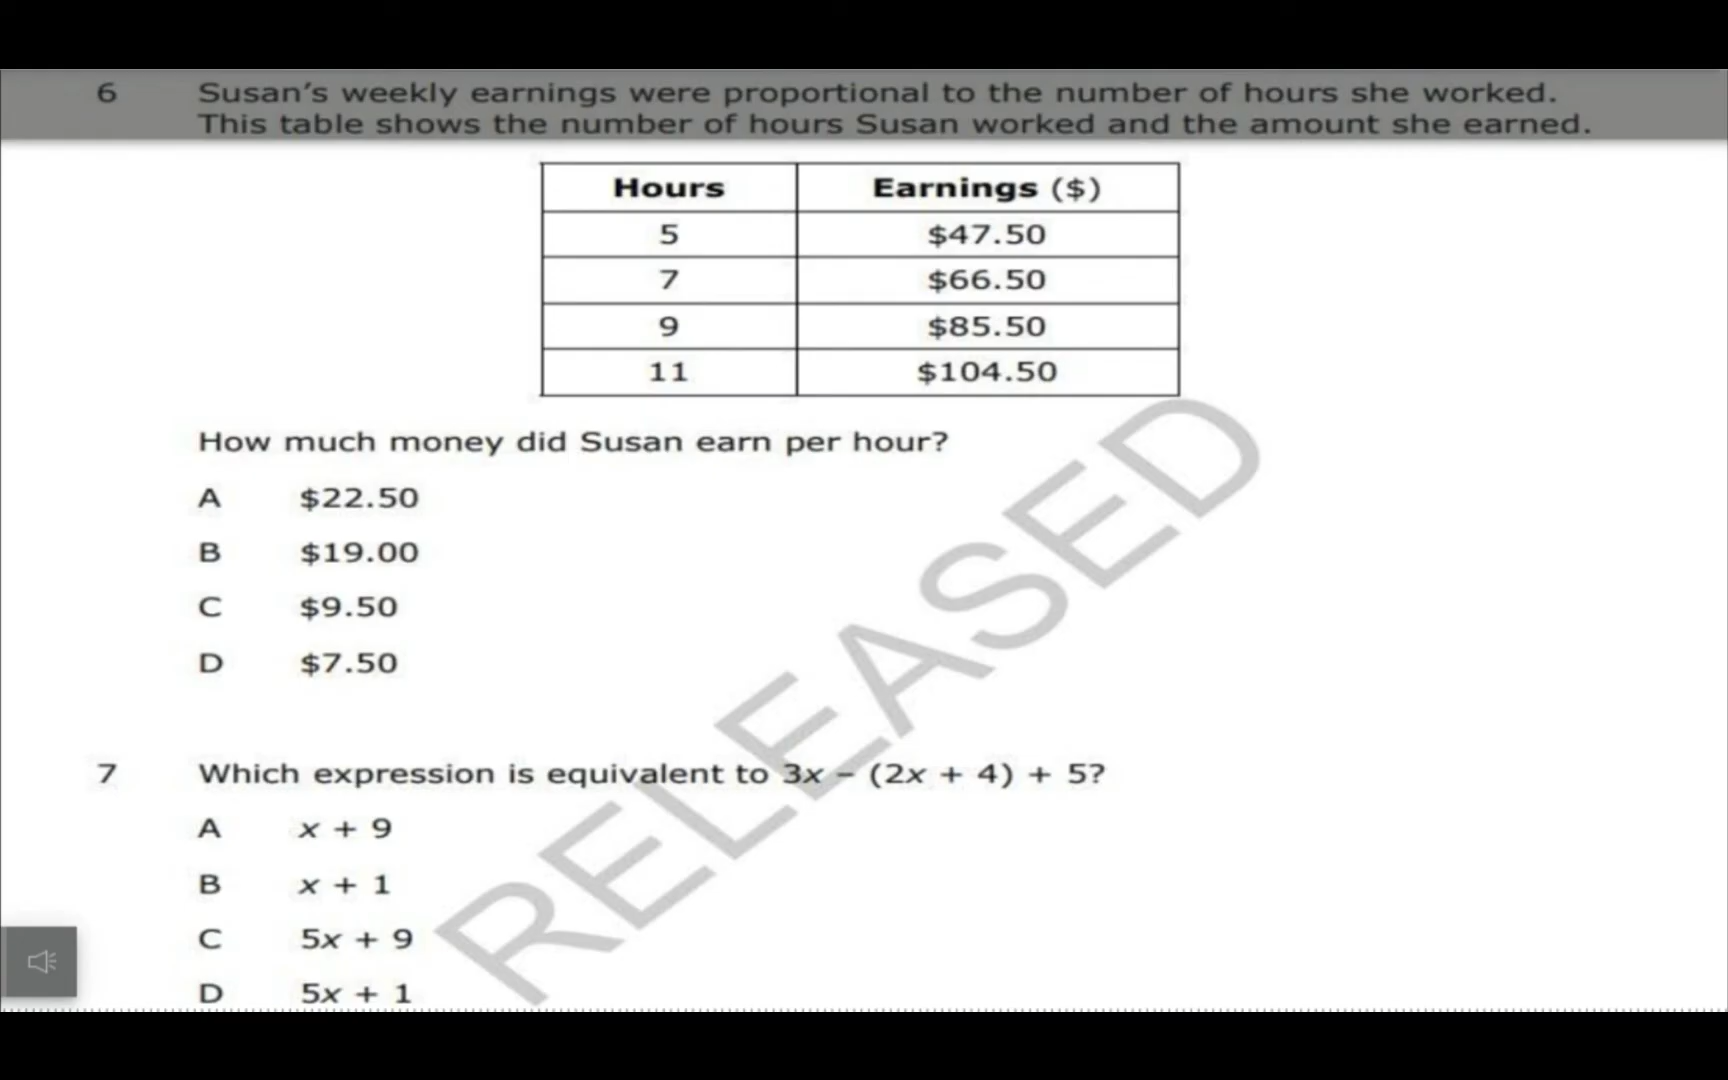 6 Susan's weekly earnings were proportional to the number of hours she worked.
This table shows the number of hours Susan worked and the amount she earned.
Hours Earnings ($)
5 $47.50
7 $66.50
9 $85.50
11 $104.50
How much money did Susan earn per hour?
A $22.50
B $19.00
C $9.50
D $7.50
7 Which expression is equivalent to 3x – (2x + 4) + 5?
A x + 9
B x + 1
C 5x + 9
D 5x + 1
RELEASED